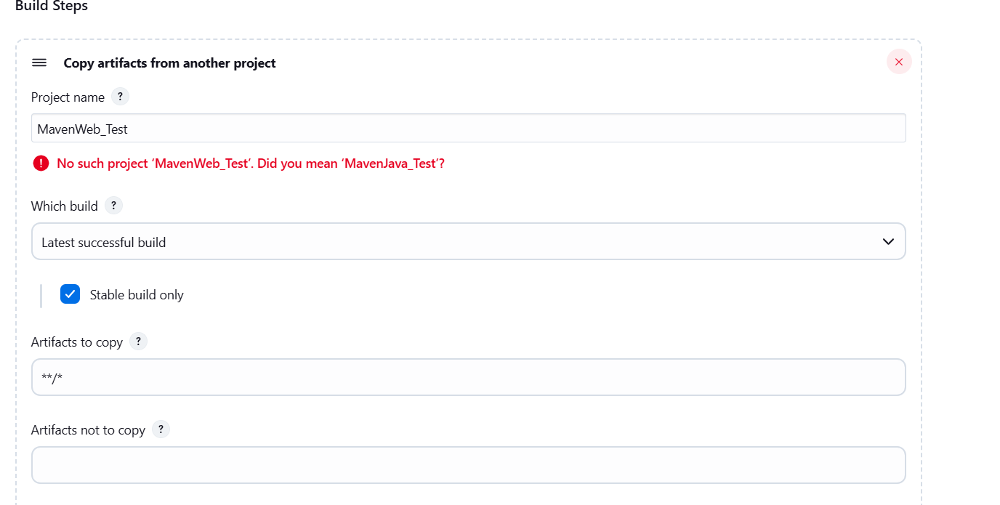 Build Steps
Copy artifacts from another project
Project name ?
MavenWeb_Test
! No such project ‘MavenWeb_Test’. Did you mean ‘MavenJava_Test’?
Which build ?
Latest successful build
Stable build only
Artifacts to copy ?
**/*
Artifacts not to copy ?